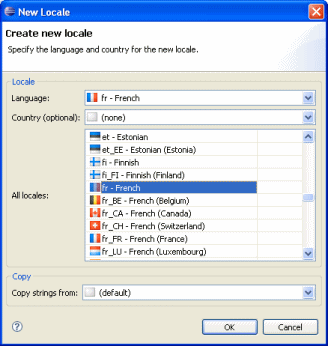 New Locale
Create new locale
Specify the language and country for the new locale.
Locale
Language: fr - French
Country (optional): (none)
All locales:
et - Estonian
et_EE - Estonian (Estonia)
fi - Finnish
fi_FI - Finnish (Finland)
fr - French
fr_BE - French (Belgium)
fr_CA - French (Canada)
fr_CH - French (Switzerland)
fr_FR - French (France)
fr_LU - French (Luxembourg)
Copy
Copy strings from: (default)
?
OK Cancel